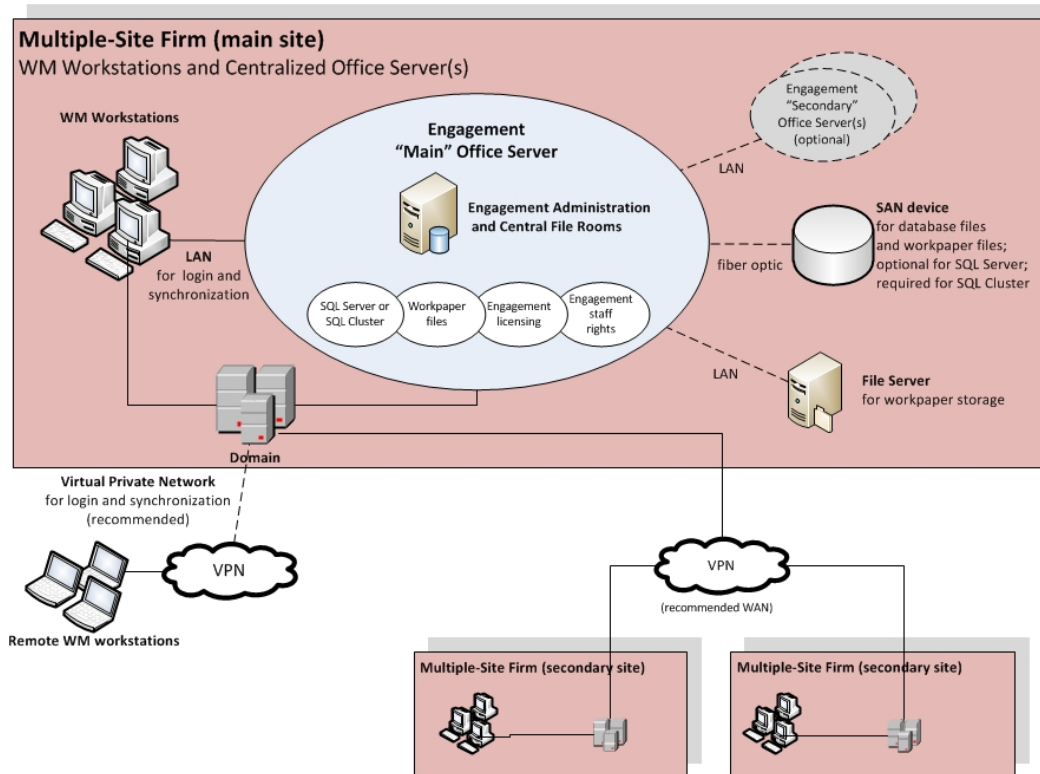 Multiple-Site Firm (main site)
WM Workstations and Centralized Office Server(s)
WM Workstations
Engagement
"Main" Office Server
Engagement Administration
and Central File Rooms
SQL Server or
SQL Cluster
Workpaper
files
Engagement
licensing
Engagement
staff
rights
LAN
for login and
synchronization
Engagement
"Secondary"
Office Server(s)
(optional)
LAN
SAN device
for database files
and workpaper files;
optional for SQL Server;
required for SQL Cluster
fiber optic
LAN
File Server
for workpaper storage
Domain
Virtual Private Network
for login and synchronization
(recommended)
VPN
Remote WM workstations
VPN
(recommended WAN)
Multiple-Site Firm (secondary site)
Multiple-Site Firm (secondary site)